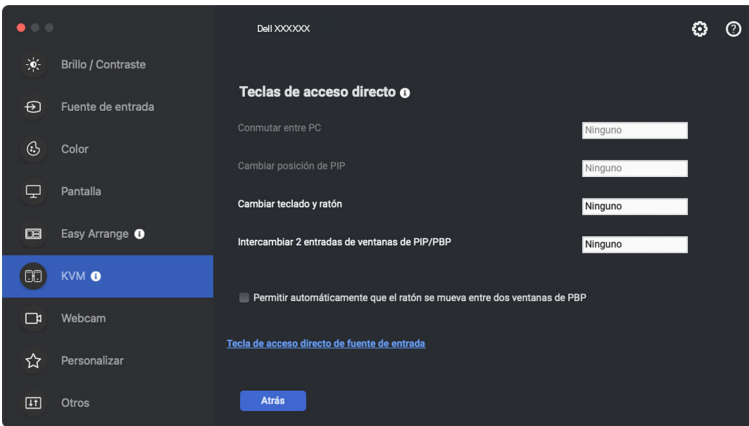 Dell XXXXXX
Brillo / Contraste
Fuente de entrada
Color
Pantalla
Easy Arrange
KVM
Webcam
Personalizar
Otros
Teclas de acceso directo
Conmutar entre PC
Ninguno
Cambiar posición de PIP
Ninguno
Cambiar teclado y ratón
Ninguno
Intercambiar 2 entradas de ventanas de PIP/PBP
Ninguno
Permitir automáticamente que el ratón se mueva entre dos ventanas de PBP
Tecla de acceso directo de fuente de entrada
Atrás